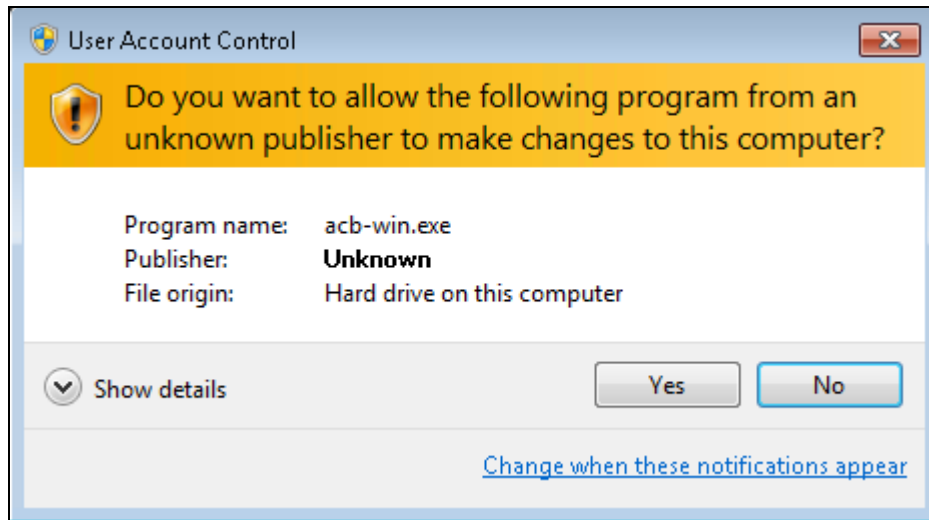 User Account Control
Do you want to allow the following program from an
unknown publisher to make changes to this computer?
Program name: acb-win.exe
Publisher: Unknown
File origin: Hard drive on this computer
Show details Yes No
Change when these notifications appear